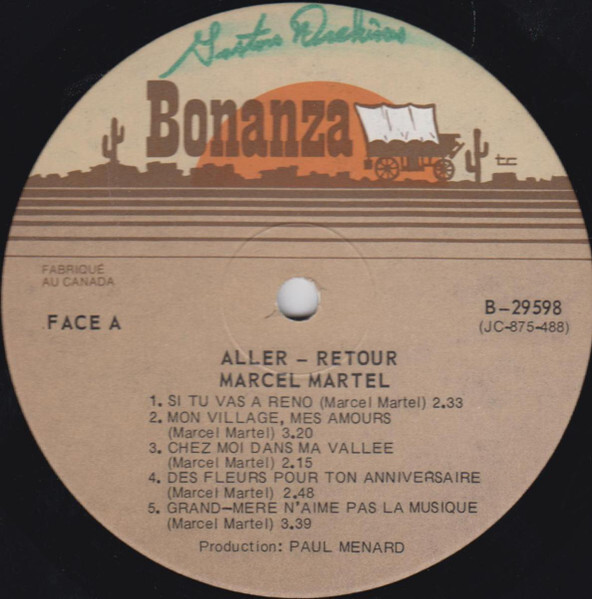 Bonanza
tc
FABRIQUÉ
AU CANADA
B-29598
FACE A
(JC-875-488)
ALLER - RETOUR
MARCEL MARTEL
1. SI TU VAS A RENO (Marcel Martel) 2.33
2. MON VILLAGE, MES AMOURS
(Marcel Martel) 3.20
3. CHEZ MOI DANS MA VALLEE
(Marcel Martel) 2.15
4. DES FLEURS POUR TON ANNIVERSAIRE
(Marcel Martel) 2.48
5. GRAND-MERE N'AIME PAS LA MUSIQUE
(Marcel Martel) 3.39
Production: PAUL MENARD